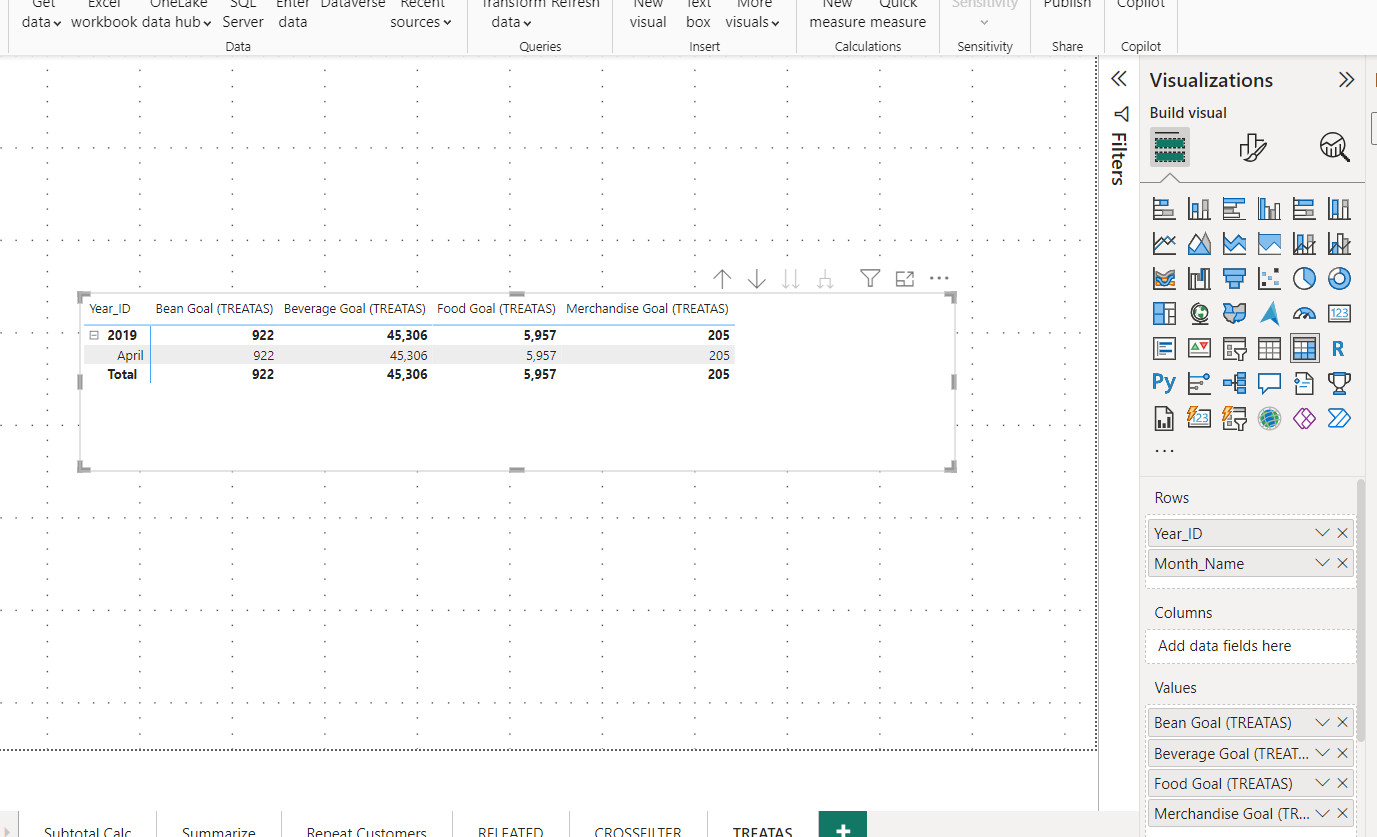 Get Excel OneLake SQL Enter Dataverse Recent Transform Refresh New Text More New Quick Sensitivity Publish Copilot
data workbook data hub Server data sources data visual box visuals measure measure
Data Queries Insert Calculations Sensitivity Share Copilot
Visualizations
Build visual
Filters
Year_ID Bean Goal (TREATAS) Beverage Goal (TREATAS) Food Goal (TREATAS) Merchandise Goal (TREATAS)
2019 922 45,306 5,957 205
April 922 45,306 5,957 205
Total 922 45,306 5,957 205
123
R
Py
123
Rows
Year_ID
Month_Name
Columns
Add data fields here
Values
Bean Goal (TREATAS)
Beverage Goal (TREAT...
Food Goal (TREATAS)
Merchandise Goal (TR...
Subtotal Calc Summarize Repeat Customers RELEATED CROSSFILTER TREATAS +